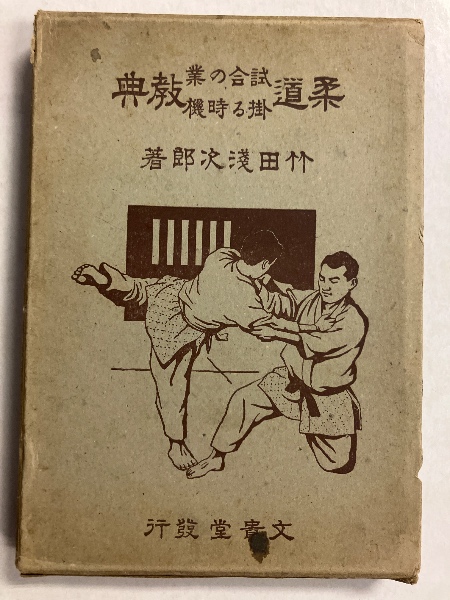 柔道
試合の業
掛る時機
教典
竹田淺次郎著
文貴堂發行